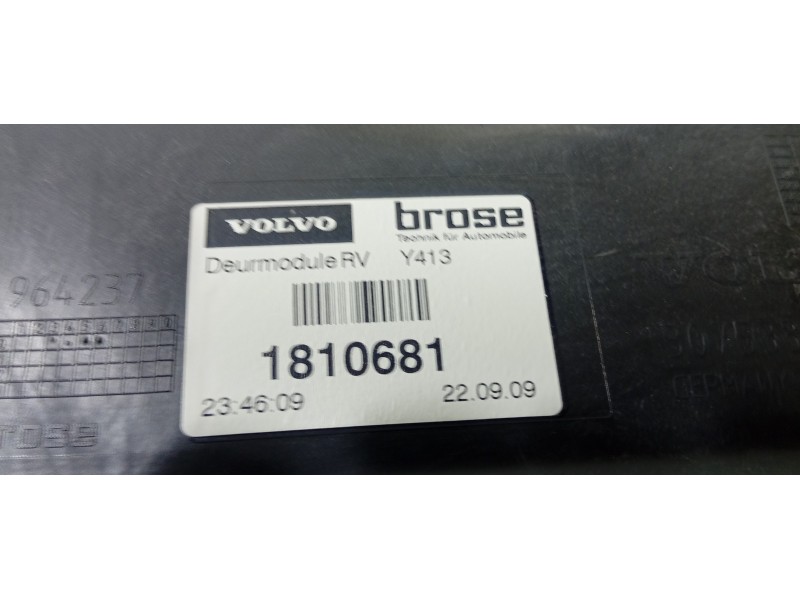 VOLVO brose
Technik für Automobile
Deurmodule RV Y413
964237
1810681
23:46:09 22.09.09